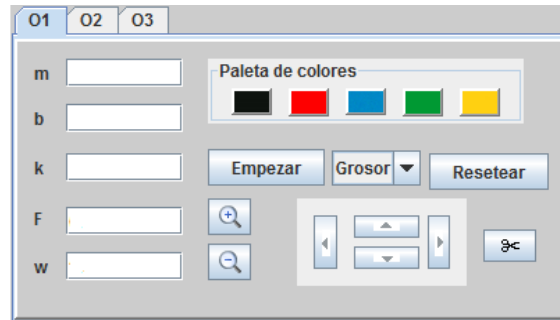 O1 O2 O3
m
Paleta de colores
b
k
Empezar Grosor Resetear
F
w